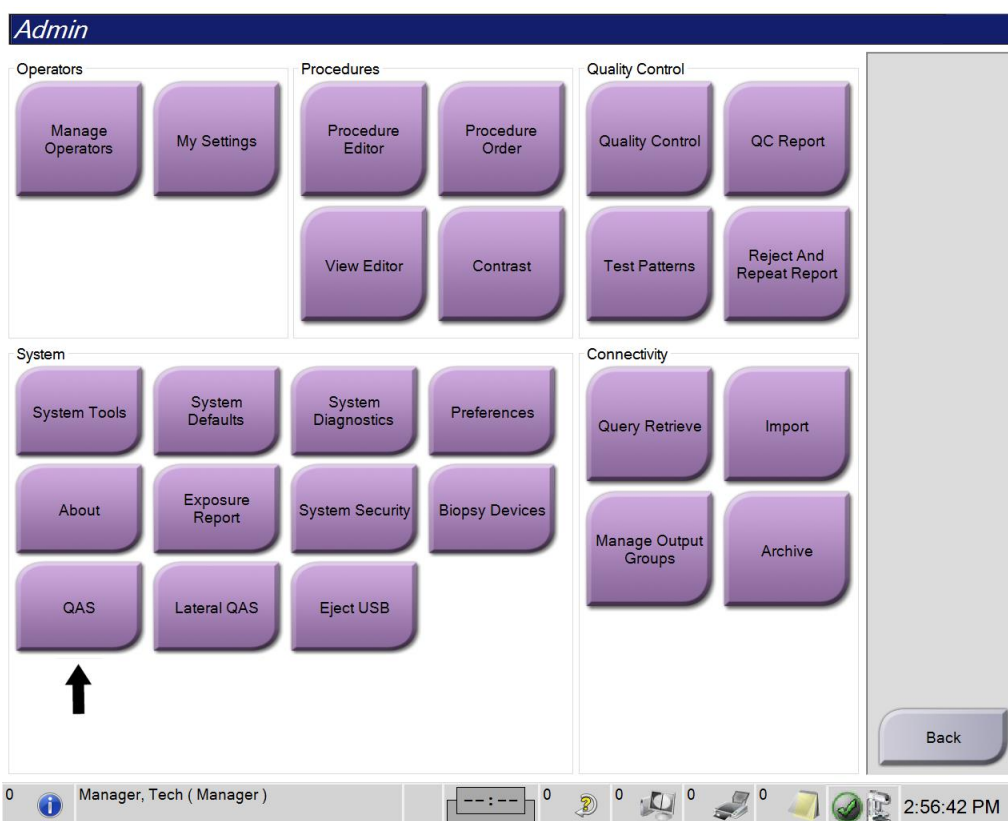 Admin
Operators
Manage
Operators
My Settings
Procedures
Procedure
Editor
Procedure
Order
View Editor
Contrast
Quality Control
Quality Control
QC Report
Test Patterns
Reject And
Repeat Report
System
System Tools
System
Defaults
System
Diagnostics
Preferences
About
Exposure
Report
System Security
Biopsy Devices
QAS
Lateral QAS
Eject USB
Connectivity
Query Retrieve
Import
Manage Output
Groups
Archive
Back
0 Manager, Tech ( Manager ) --:-- 0 0 0 0 2:56:42 PM